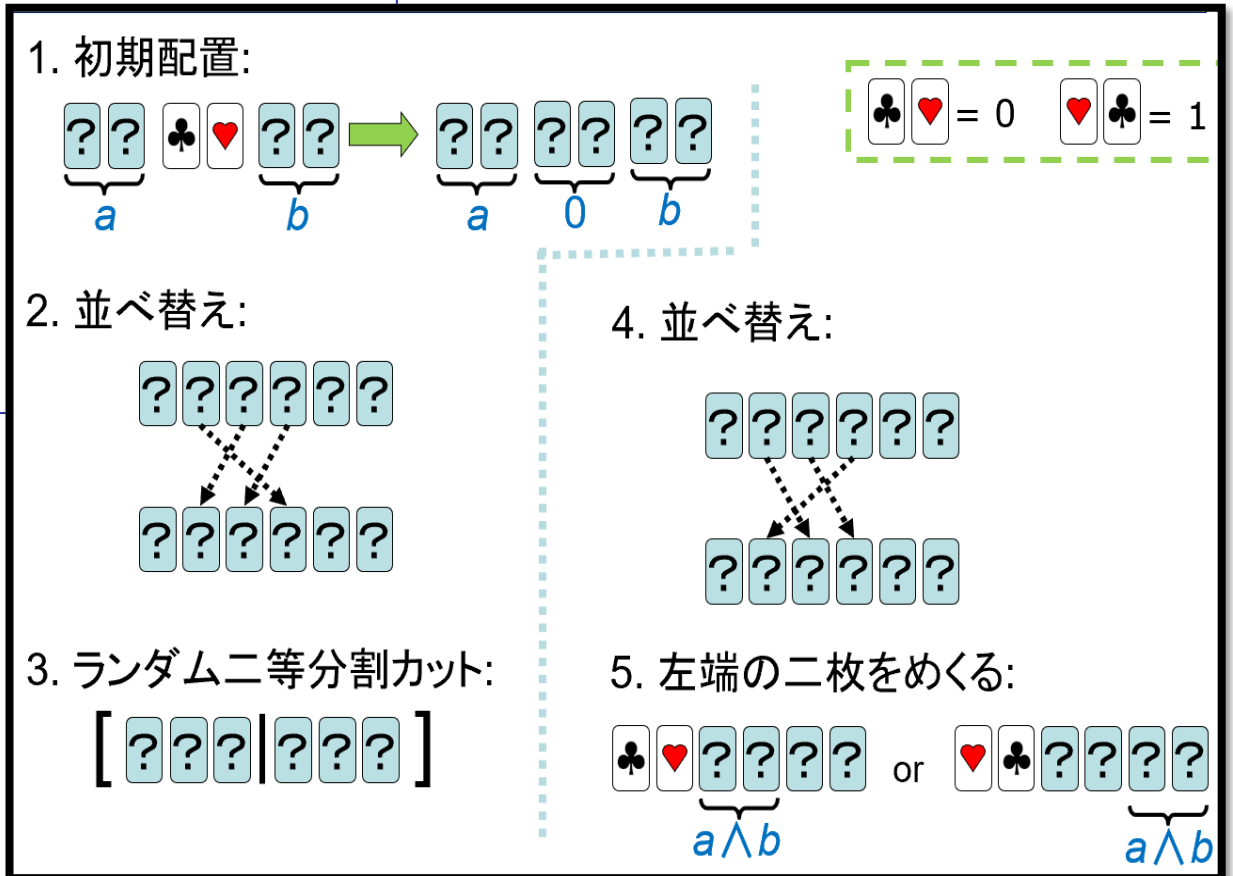 1. 初期配置:
? ? ♣ ♥ ? ? ? ? ? ? ? ?
a b a 0 b
♣ ♥ = 0 ♥ ♣ = 1
2. 並べ替え:
? ? ? ? ? ?
? ? ? ? ? ?
3. ランダム二等分割カット:
[ ? ? ? | ? ? ? ]
4. 並べ替え:
? ? ? ? ? ?
? ? ? ? ? ?
5. 左端の二枚をめくる:
♣ ♥ ? ? ? ? or ♥ ♣ ? ? ? ?
a∧b a∧b